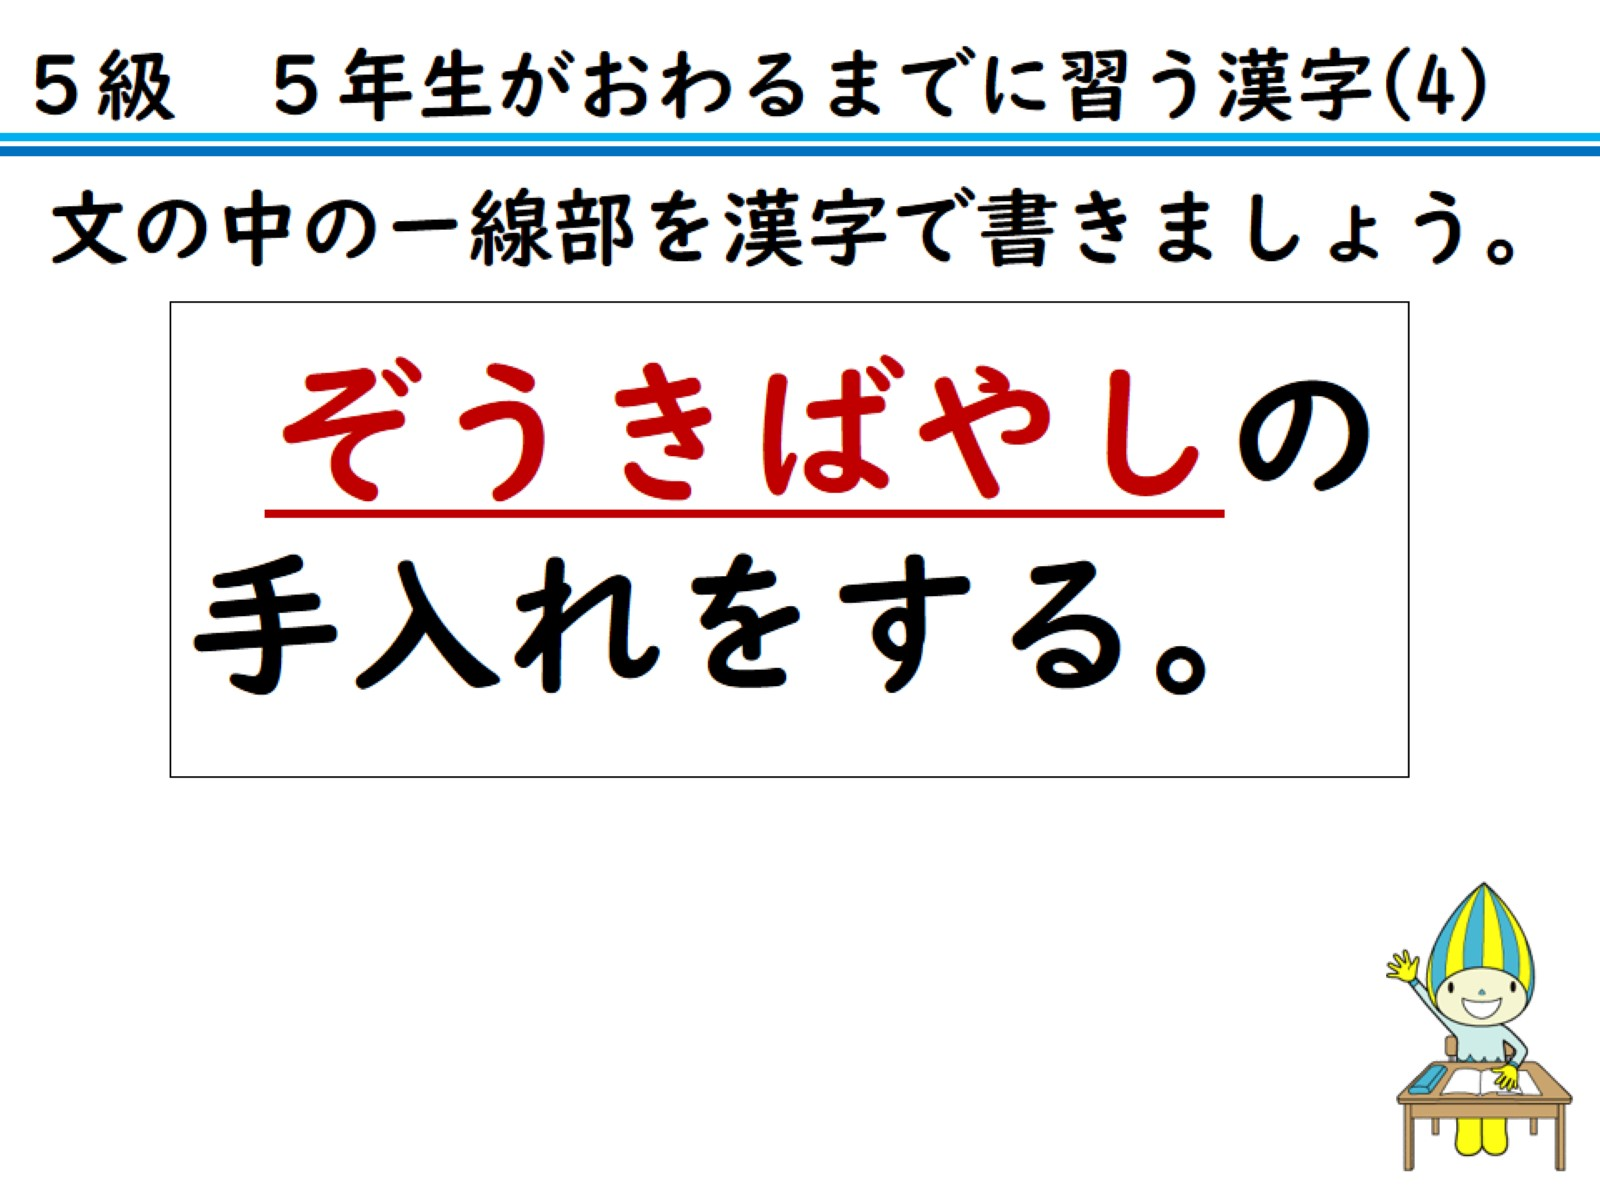 ５級　５年生がおわるまでに習う漢字(4)
文の中の一線部を漢字で書きましょう。
ぞうきばやしの
手入れをする。